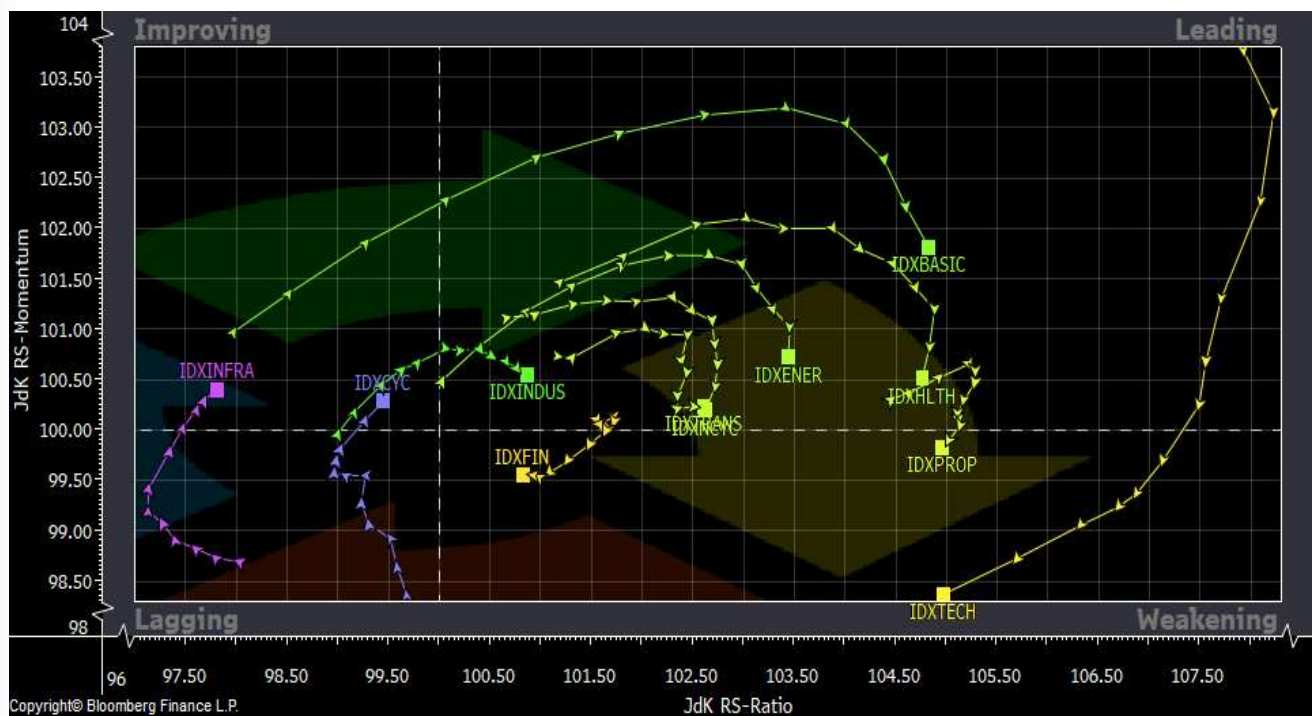 104
Improving
Leading
103.50
103.00
102.50
102.00
101.50
101.00
100.50
100.00
99.50
99.00
98.50
98
JdK RS-Momentum
IDXBASIC
IDXINFRA
IDXCYC
IDXINDUS
IDXENER
IDXHLTH
IDXTRANS
IDXNCYC
IDXFIN
IDXPROP
IDXTECH
Lagging
Weakening
96
97.50
98.50
99.50
100.50
101.50
102.50
103.50
104.50
105.50
106.50
107.50
Copyright© Bloomberg Finance L.P.
JdK RS-Ratio